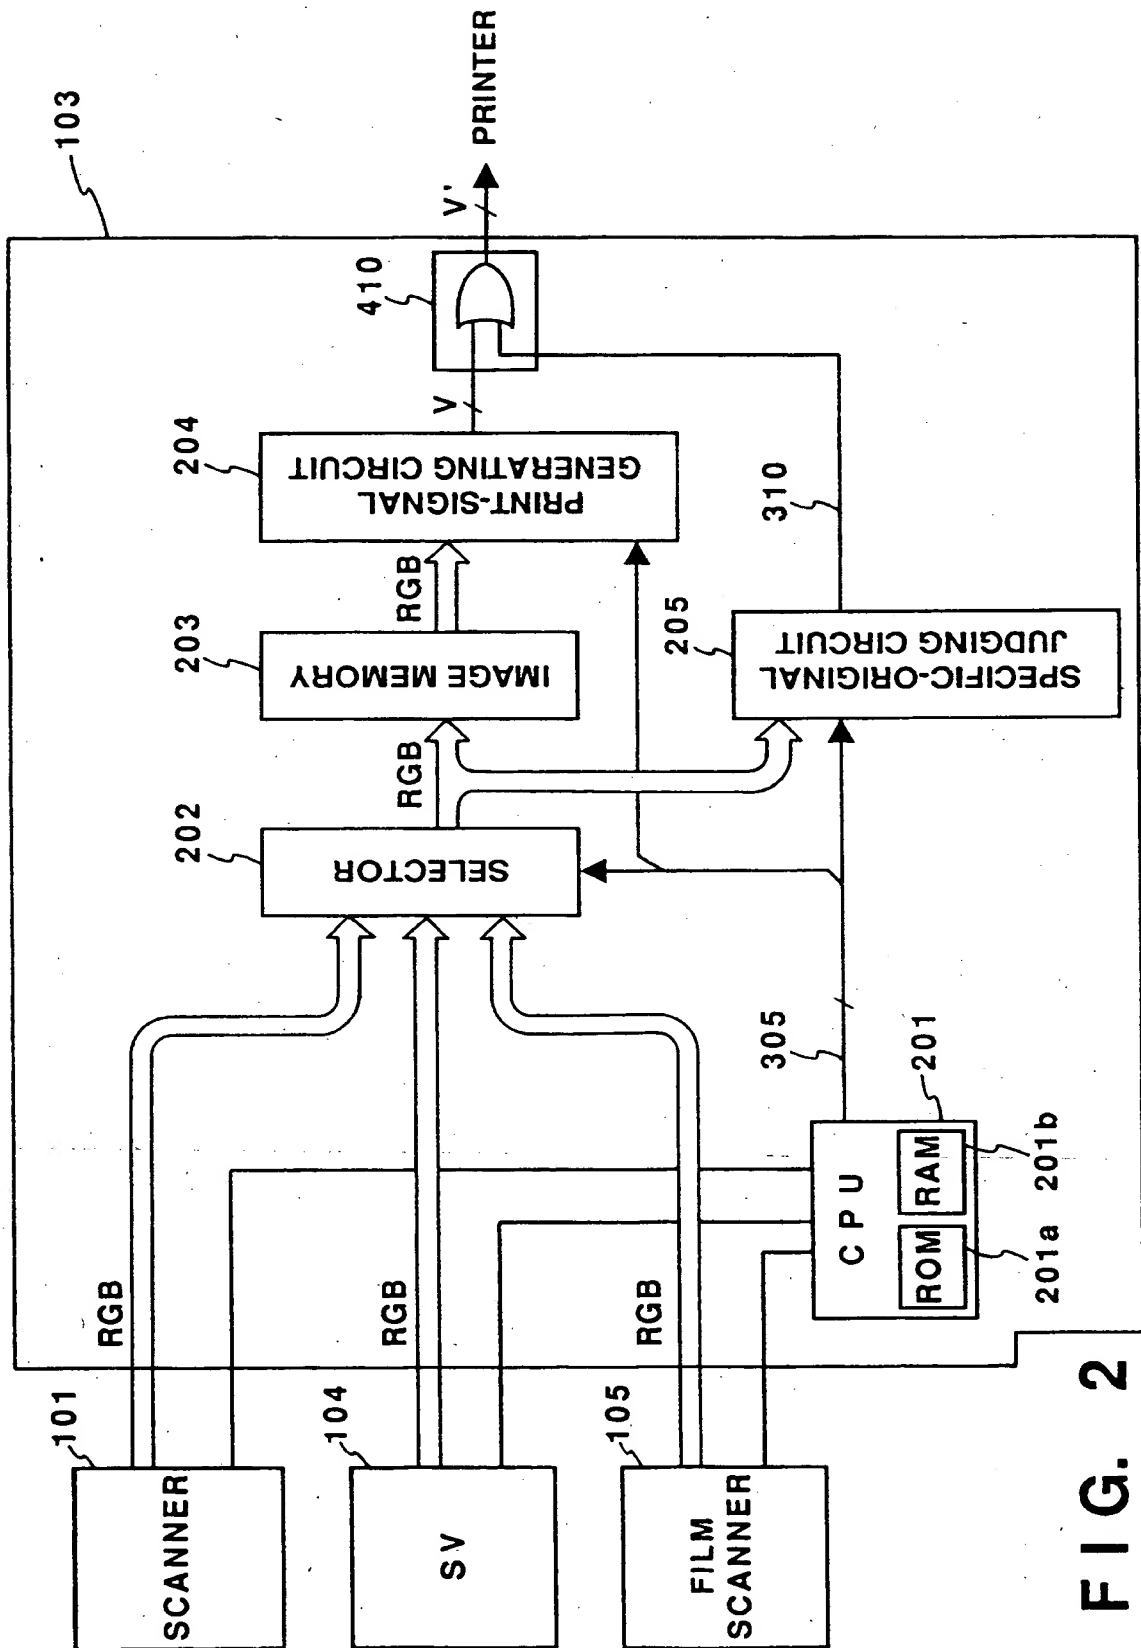 103
410
V'
PRINTER
204
PRINT-SIGNAL
GENERATING CIRCUIT
V
203
IMAGE MEMORY
RGB
310
205
SPECIFIC-ORIGINAL
JUDGING CIRCUIT
202
SELECTOR
RGB
305
201
CPU
ROM
RAM
201a
201b
RGB
RGB
RGB
101
SCANNER
104
SV
105
FILM
SCANNER
FIG. 2